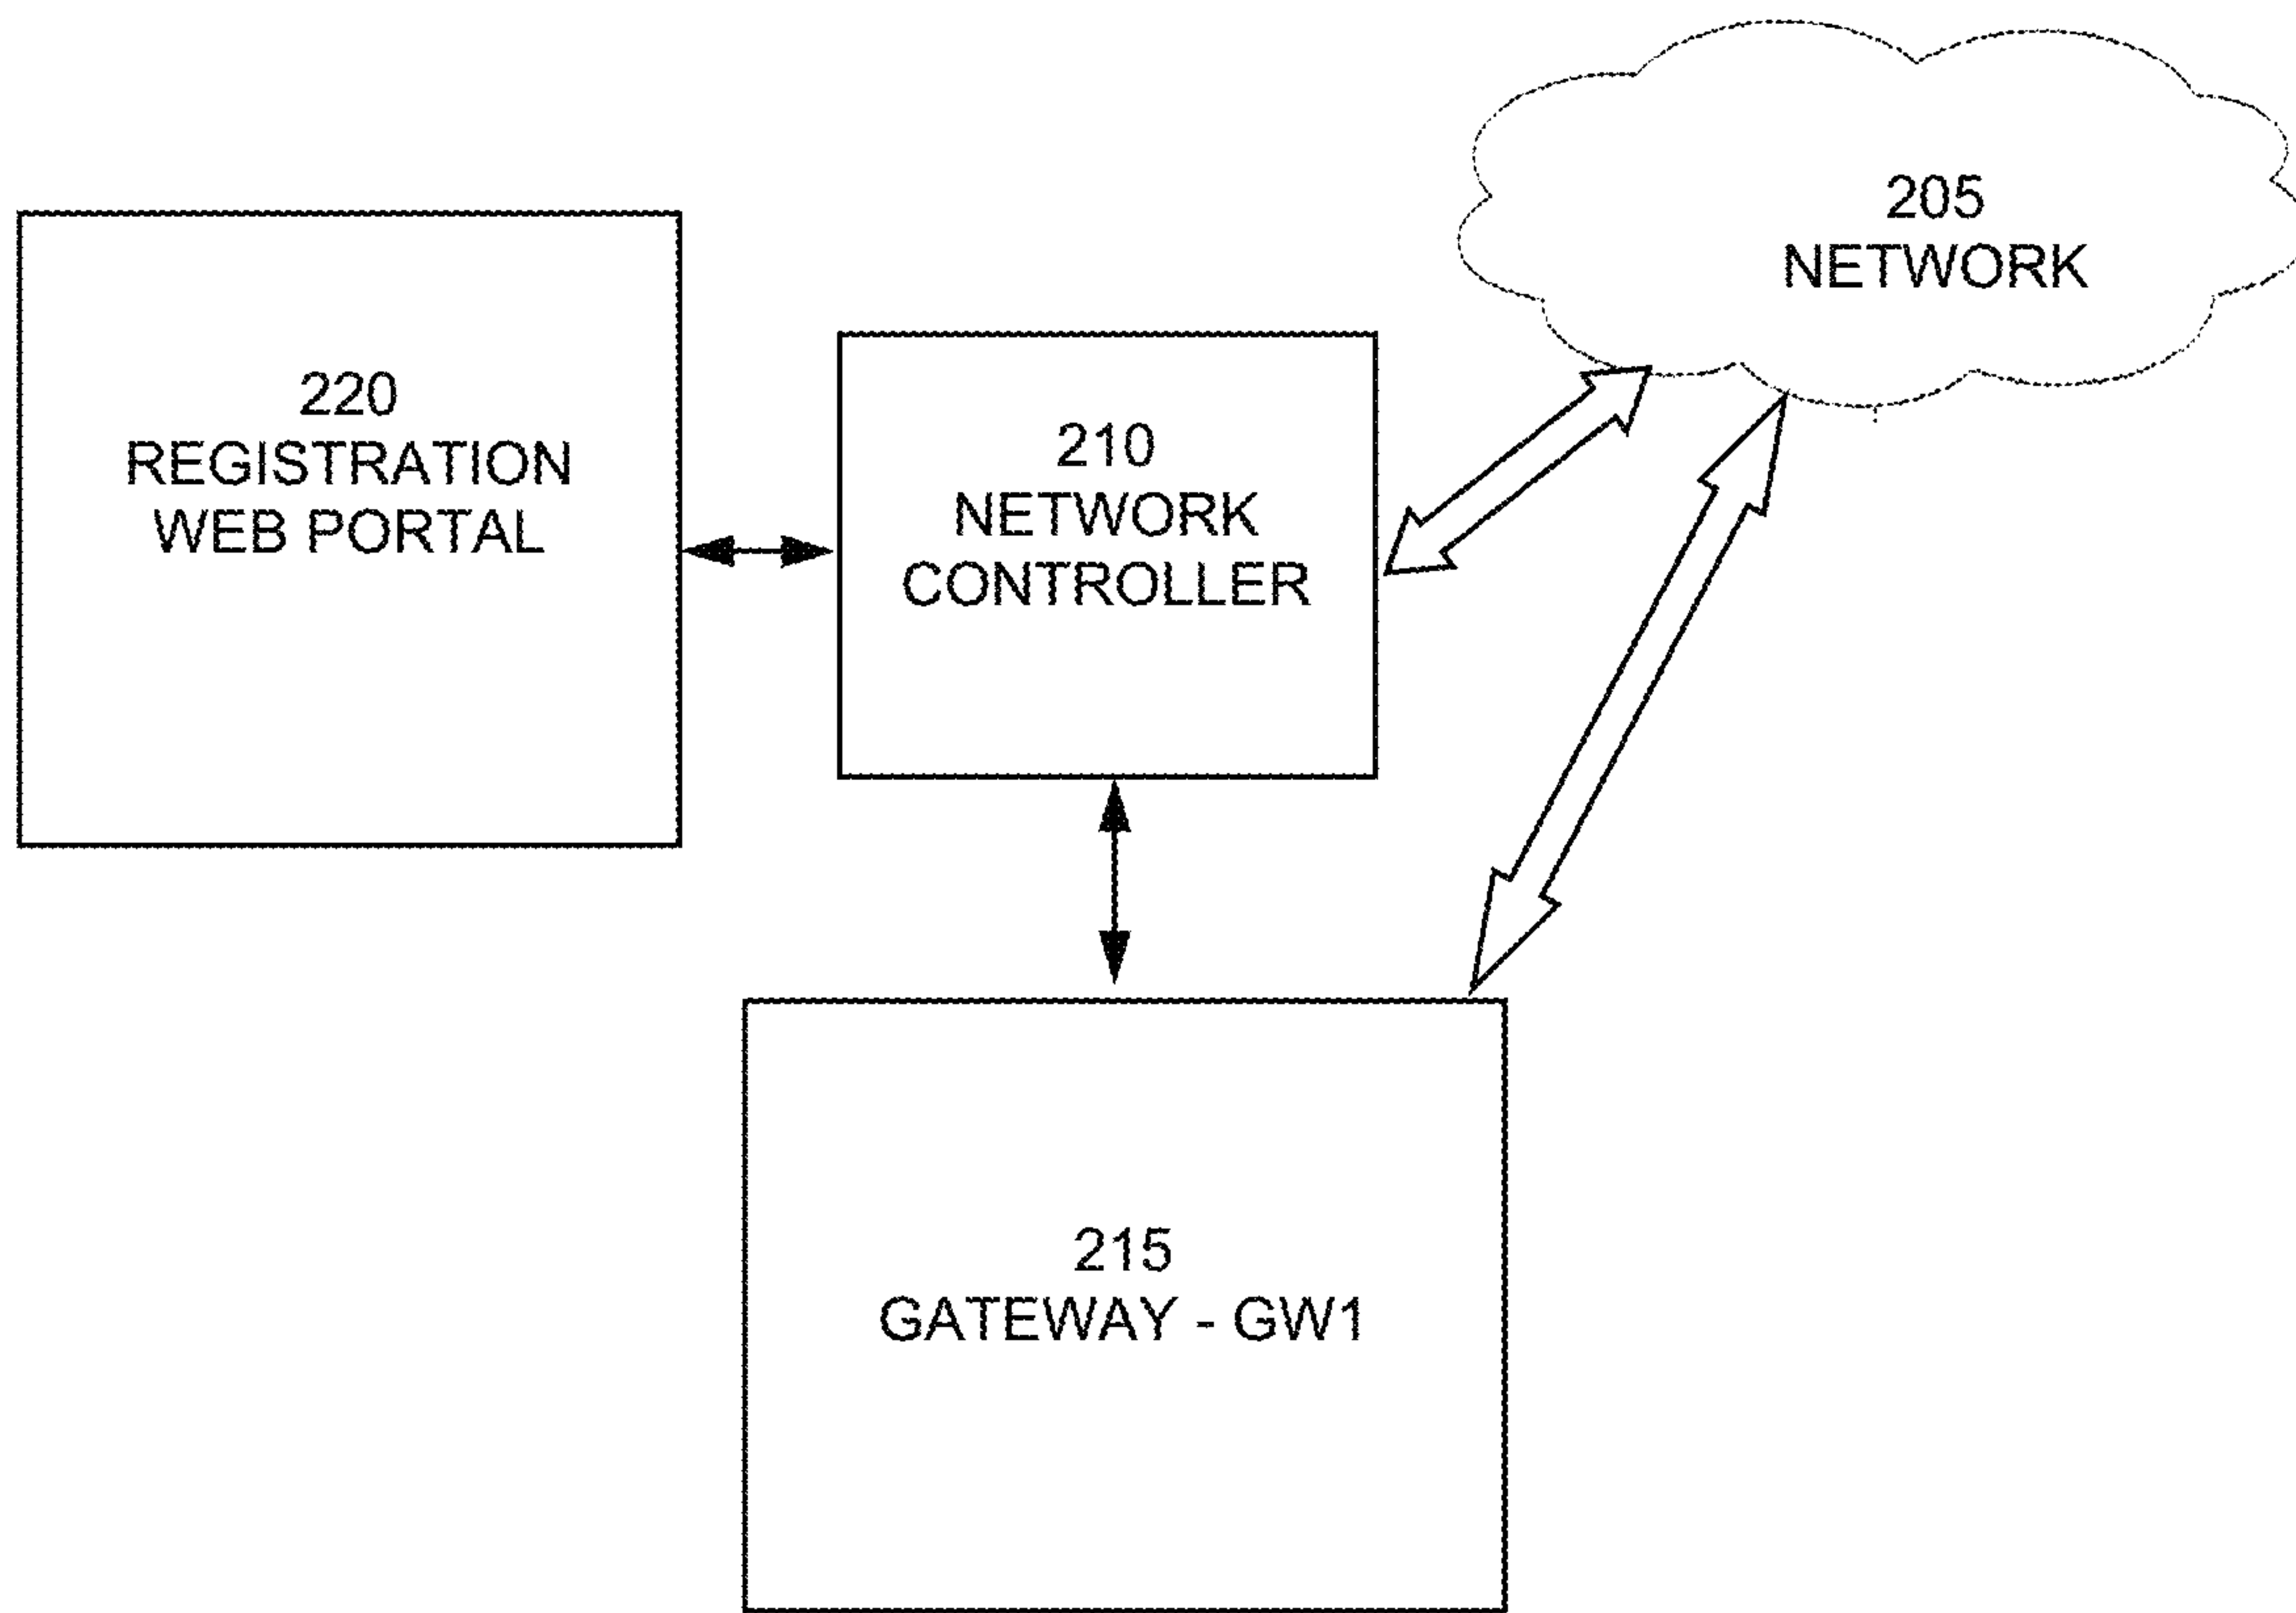 205
NETWORK
220
REGISTRATION
WEB PORTAL
210
NETWORK
CONTROLLER
215
GATEWAY - GW1